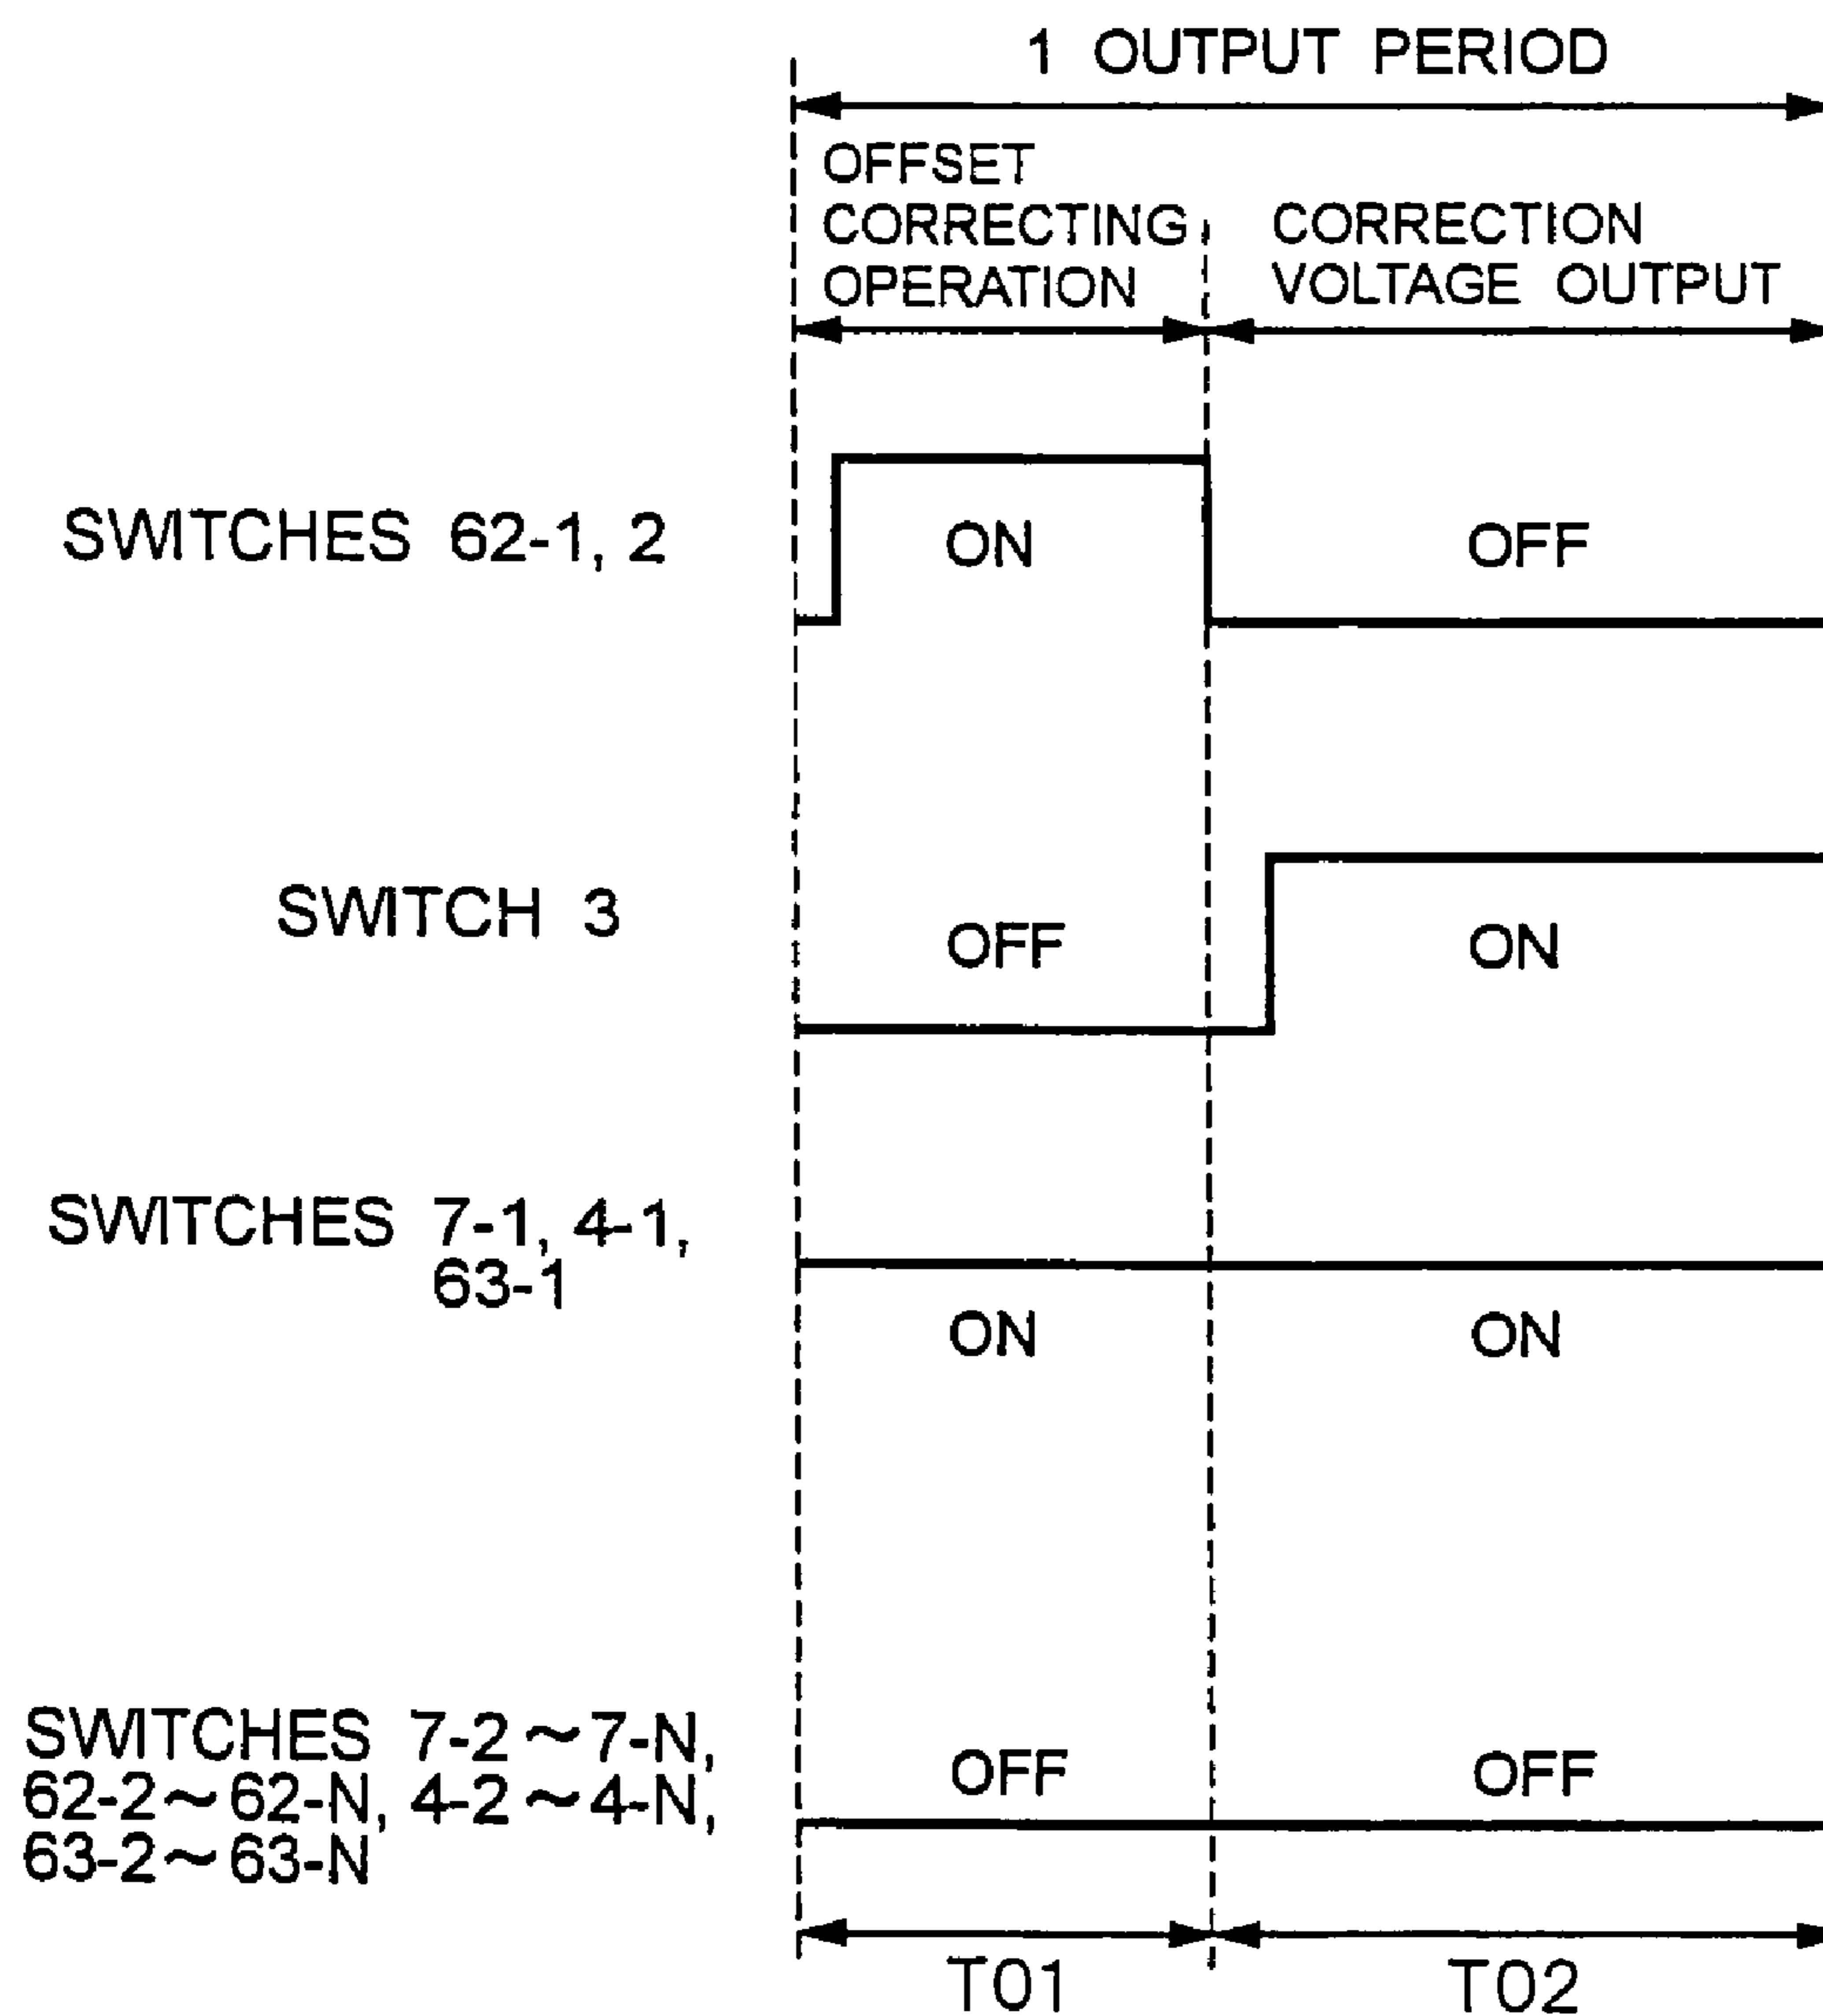 1 OUTPUT PERIOD
OFFSET
CORRECTING
OPERATION
CORRECTION
VOLTAGE OUTPUT
SWITCHES 62-1, 2
ON
OFF
SWITCH 3
OFF
ON
SWITCHES 7-1, 4-1,
63-1
ON
ON
SWITCHES 7-2~7-N,
62-2~62-N, 4-2~4-N,
63-2~63-N
OFF
OFF
T01
T02